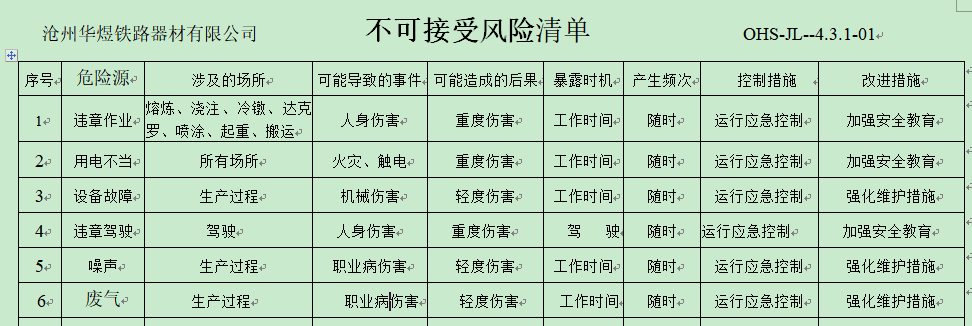 沧州华煜铁路器材有限公司 不可接受风险清单 OHS-JL--4.3.1-01
序号 危险源 涉及的场所 可能导致的事件 可能造成的后果 暴露时机 产生频次 控制措施 改进措施
1 违章作业 熔炼、浇注、冷镦、达克罗、喷涂、起重、搬运 人身伤害 重度伤害 工作时间 随时 运行应急控制 加强安全教育
2 用电不当 所有场所 火灾、触电 重度伤害 工作时间 随时 运行应急控制 加强安全教育
3 设备故障 生产过程 机械伤害 轻度伤害 工作时间 随时 运行应急控制 强化维护措施
4 违章驾驶 驾驶 人身伤害 重度伤害 驾 驶 随时 运行应急控制 加强安全教育
5 噪声 生产过程 职业病伤害 轻度伤害 工作时间 随时 运行应急控制 强化维护措施
6 废气 生产过程 职业病伤害 轻度伤害 工作时间 随时 运行应急控制 强化维护措施